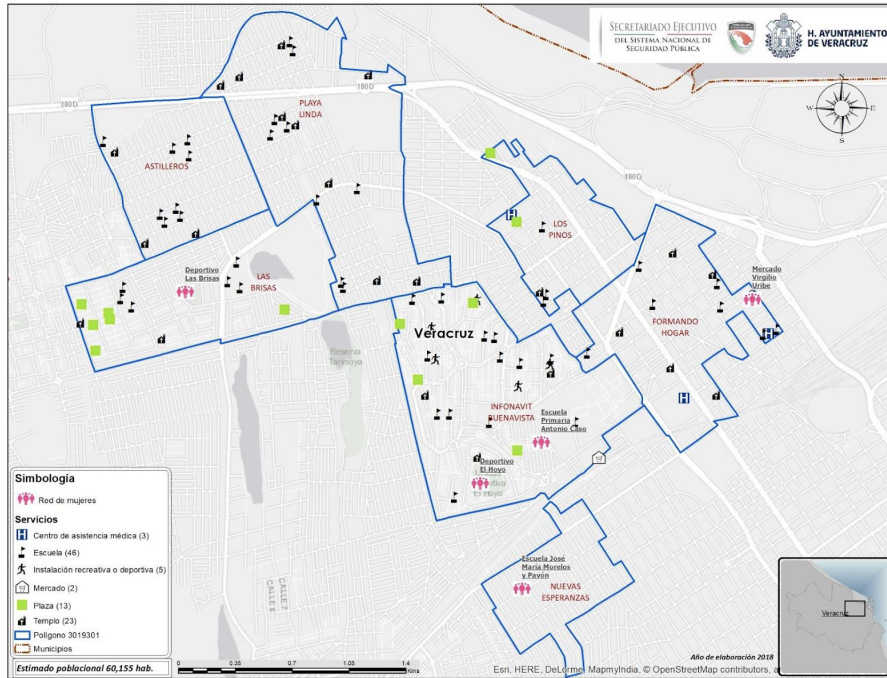 SECRETARIADO EJECUTIVO
DEL SISTEMA NACIONAL DE
SEGURIDAD PÚBLICA
H. AYUNTAMIENTO
DE VERACRUZ
N
W
E
S
180D
180D
180D
PLAYA
LINDA
ASTILLEROS
LOS
PINOS
Deportivo
Las Brisas
LAS
BRISAS
Mercado
Virgilio
Uribe
FORMANDO
HOGAR
Veracruz
Reserva
Tarimoya
INFONAVIT
BUENAVISTA
Escuela
Primaria
Antonio Caso
Deportivo
El Hoyo
Escuela José
María Morelos
y Pavón
NUEVAS
ESPERANZAS
CALLE 7
CALLE 6
Simbología
Red de mujeres
Servicios
Centro de asistencia médica (3)
Escuela (46)
Instalación recreativa o deportiva (5)
Mercado (2)
Plaza (13)
Templo (23)
Polígono 3019301
Municipios
Estimado poblacional 60,155 hab.
0 0.35 0.7 1.05 1.4
Kms
Año de elaboración 2018
Esri, HERE, DeLorme, MapmyIndia, © OpenStreetMap contributors,
Veracruz